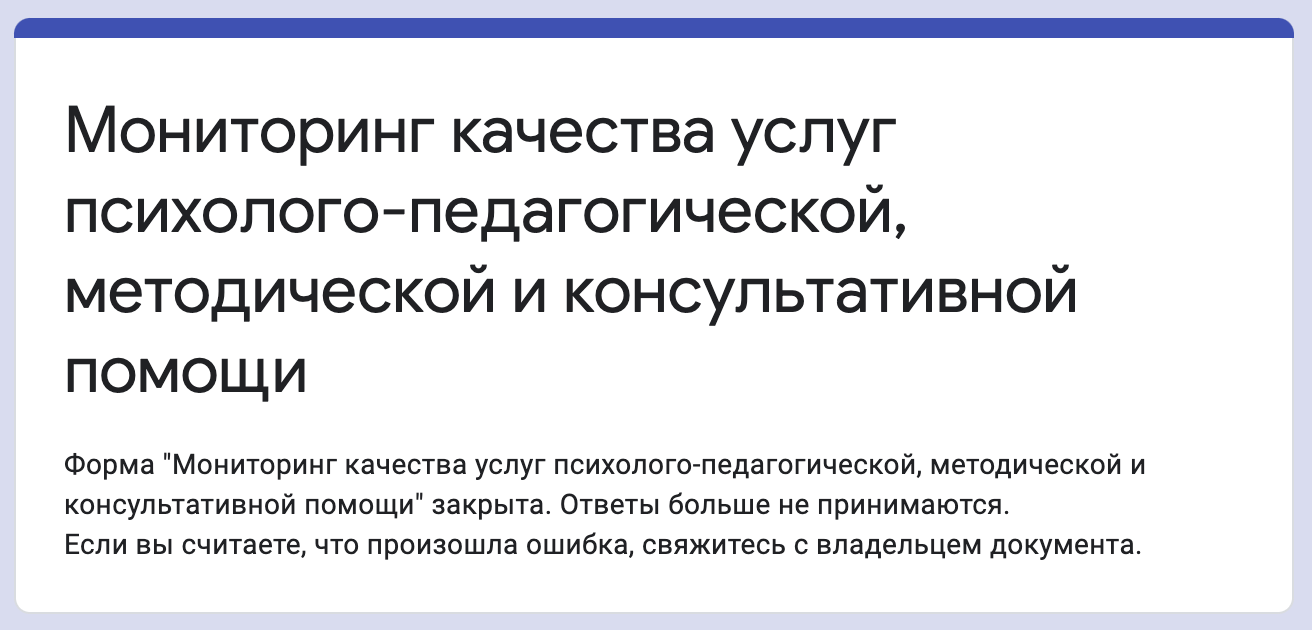 Мониторинг качества услуг
психолого-педагогической,
методической и консультативной
помощи
Форма "Мониторинг качества услуг психолого-педагогической, методической и
консультативной помощи" закрыта. Ответы больше не принимаются.
Если вы считаете, что произошла ошибка, свяжитесь с владельцем документа.